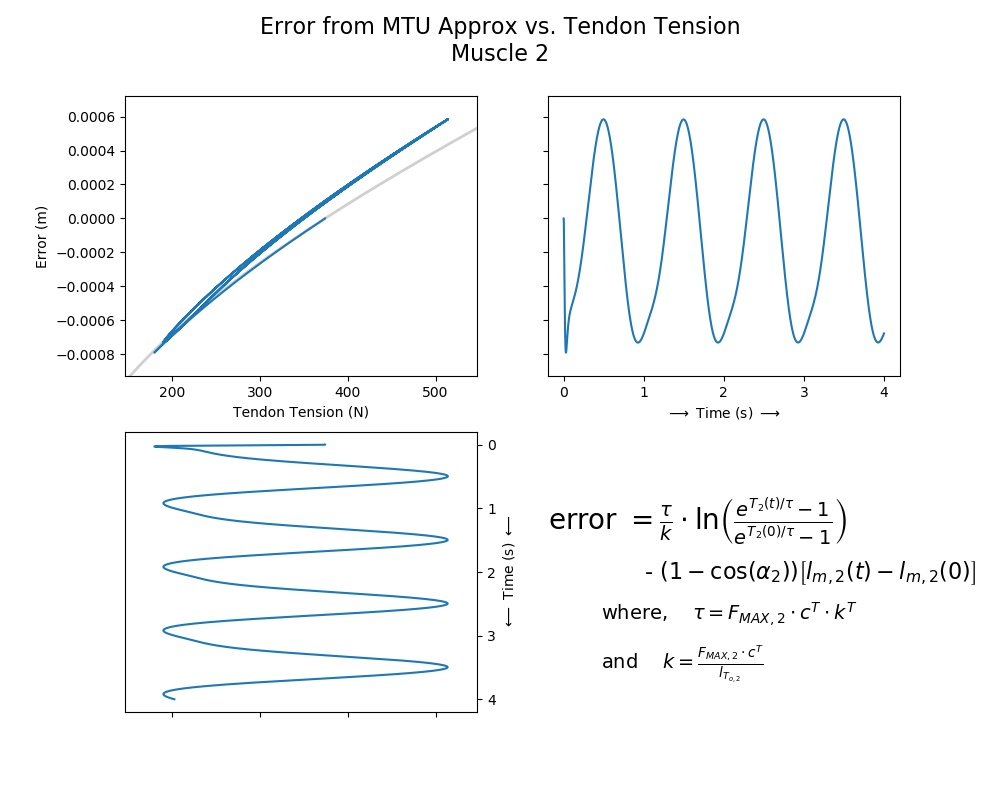 Error from MTU Approx vs. Tendon Tension
Muscle 2
0.0006
0.0004
0.0002
0.0000
−0.0002
−0.0004
−0.0006
−0.0008
Error (m)
200 300 400 500
Tendon Tension (N)
0 1 2 3 4
⟶ Time (s) ⟶
0
1
2
3
4
⟵ Time (s) ⟵
error = τ/k · ln((e^{T₂(t)/τ} − 1)/(e^{T₂(0)/τ} − 1))
- (1 − cos(α₂))[l_{m,2}(t) − l_{m,2}(0)]
where, τ = F_{MAX,2} · c^T · k^T
and k = F_{MAX,2} · c^T / l_{T_{o,2}}